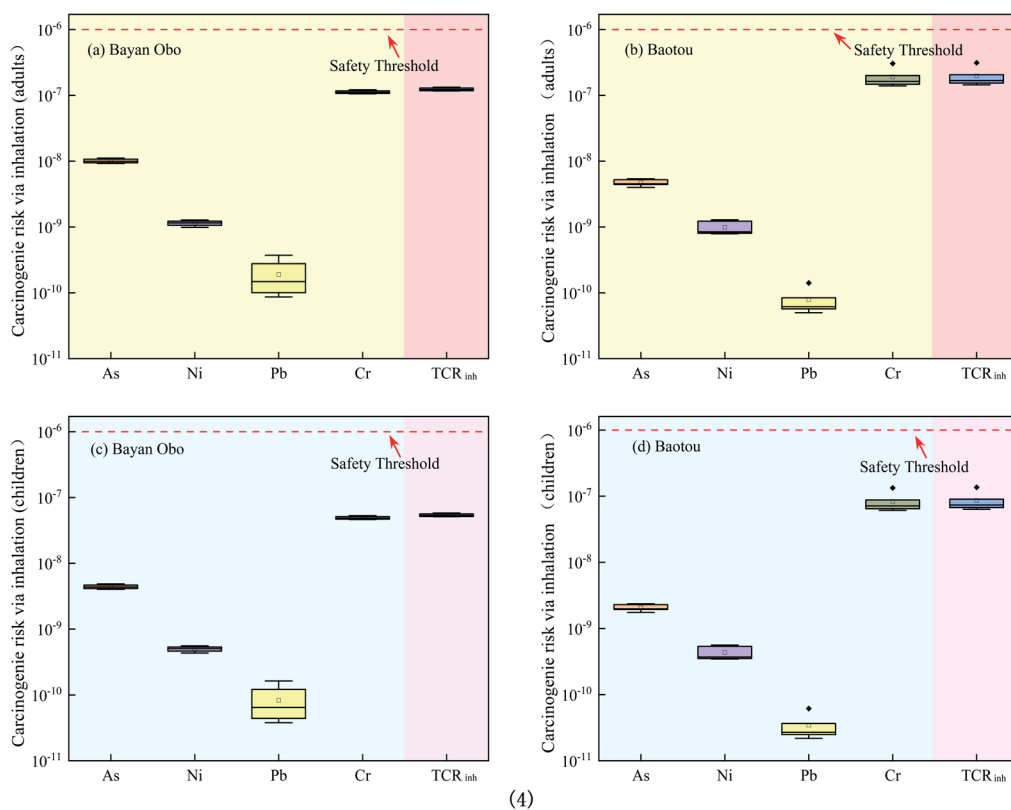 Carcinogenie risk via inhalation (adults)
10-6
10-7
10-8
10-9
10-10
10-11
(a) Bayan Obo
Safety Threshold
As Ni Pb Cr TCR inh
Carcinogenie risk via inhalation （adults）
10-6
10-7
10-8
10-9
10-10
10-11
(b) Baotou
Safety Threshold
As Ni Pb Cr TCR inh
Carcinogenie risk via inhalation (children)
10-6
10-7
10-8
10-9
10-10
10-11
(c) Bayan Obo
Safety Threshold
As Ni Pb Cr TCR inh
Carcinogenie risk via inhalation （children）
10-6
10-7
10-8
10-9
10-10
10-11
(d) Baotou
Safety Threshold
As Ni Pb Cr TCR inh
(4)